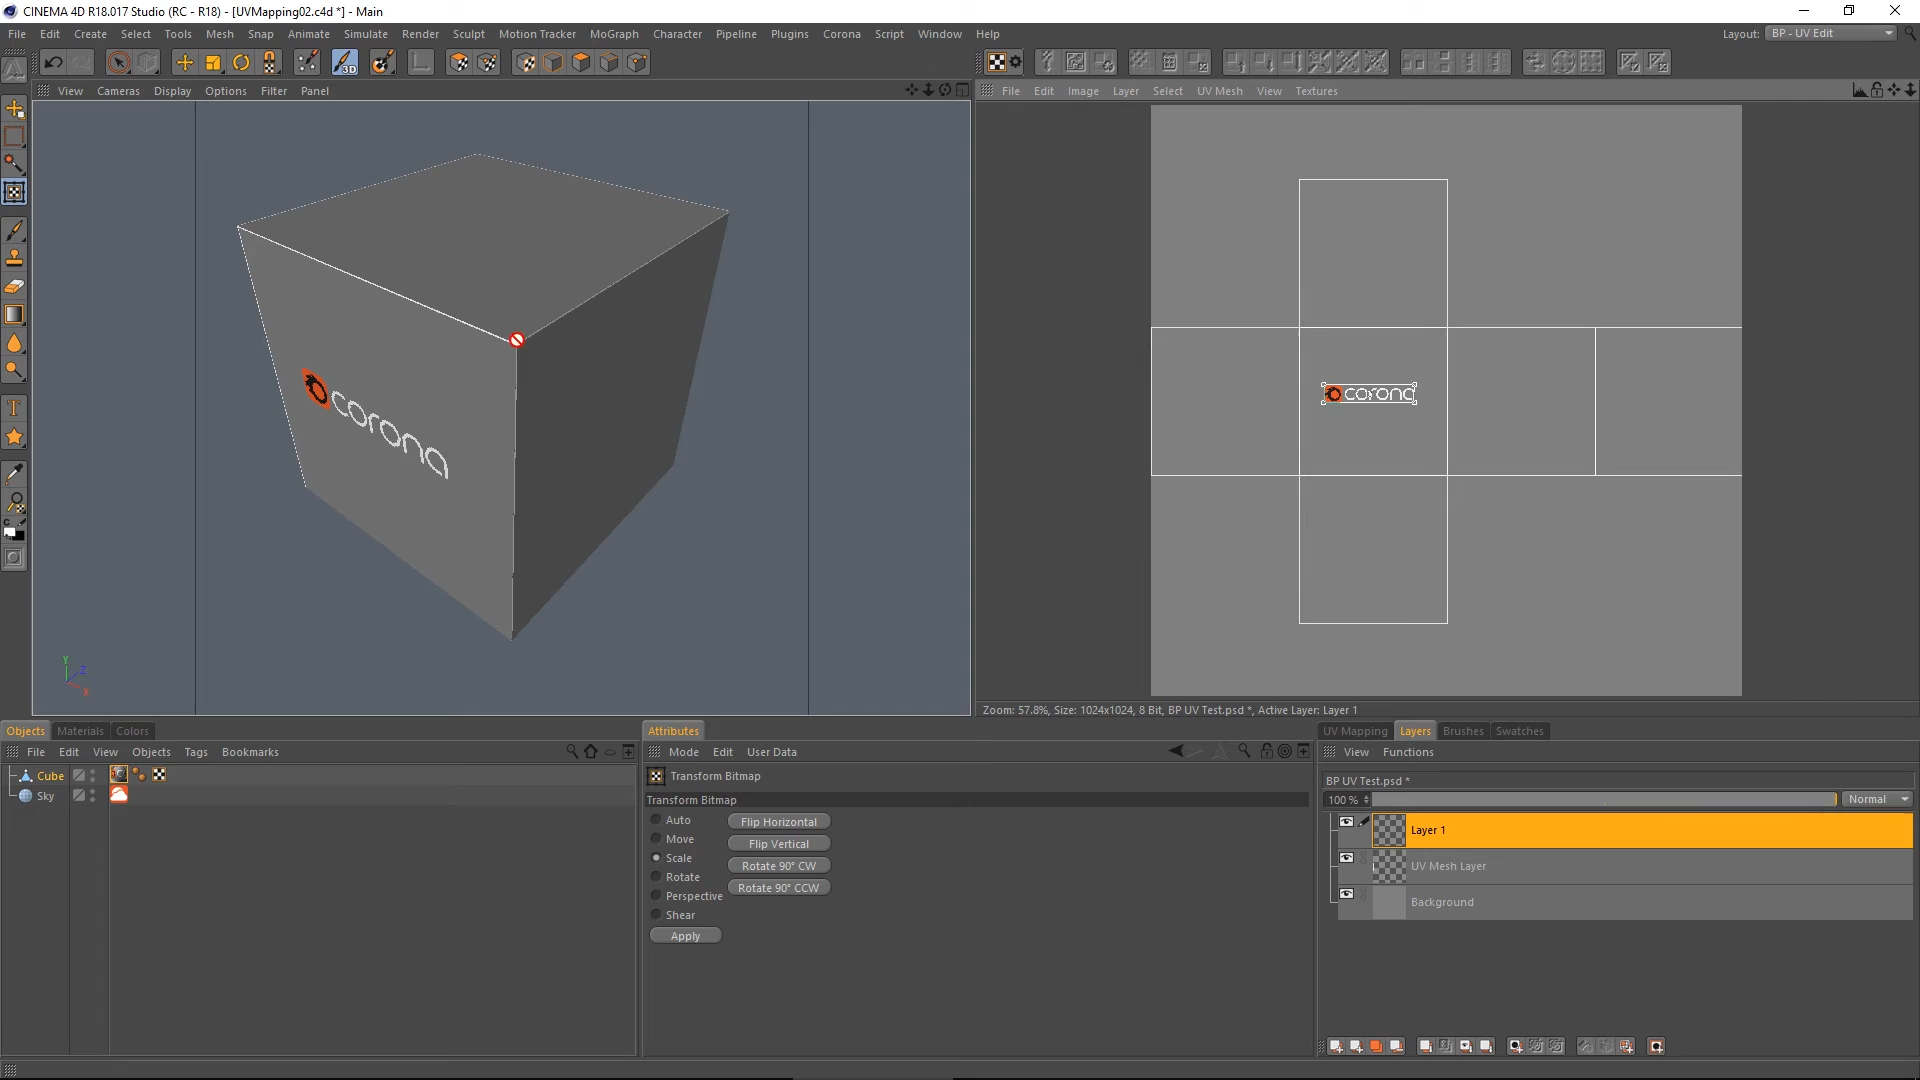 CINEMA 4D R18.017 Studio (RC - R18) - [UVMapping02.c4d *] - Main
File Edit Create Select Tools Mesh Snap Animate Simulate Render Sculpt Motion Tracker MoGraph Character Pipeline Plugins Corona Script Window Help
Layout: BP - UV Edit
3D
View Cameras Display Options Filter Panel
File Edit Image Layer Select UV Mesh View Textures
corona
corona
Y
Z
X
Zoom: 57.8%, Size: 1024x1024, 8 Bit, BP UV Test.psd *, Active Layer: Layer 1
Objects Materials Colors
File Edit View Objects Tags Bookmarks
Cube
Sky
Attributes
Mode Edit User Data
Transform Bitmap
Transform Bitmap
Auto
Move
Scale
Rotate
Perspective
Shear
Flip Horizontal
Flip Vertical
Rotate 90° CW
Rotate 90° CCW
Apply
UV Mapping Layers Brushes Swatches
View Functions
BP UV Test.psd *
100 % Normal
Layer 1
UV Mesh Layer
Background